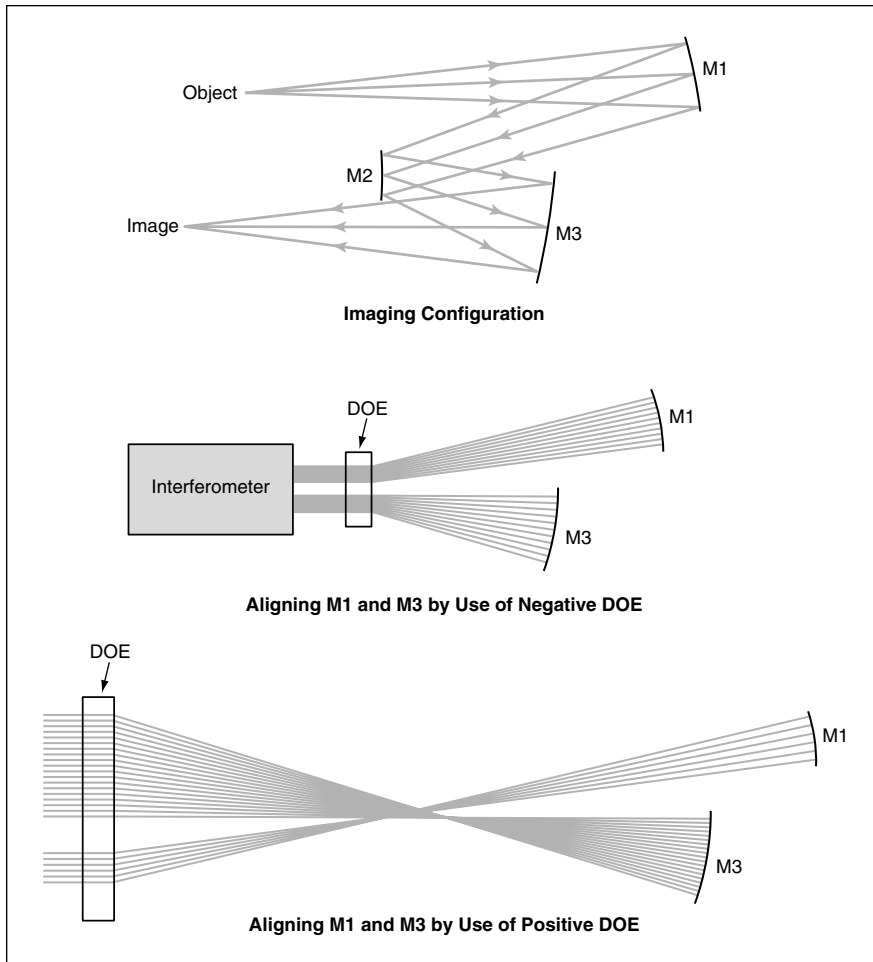 M1
Object
M2
Image
M3
Imaging Configuration
DOE
M1
Interferometer
M3
Aligning M1 and M3 by Use of Negative DOE
DOE
M1
M3
Aligning M1 and M3 by Use of Positive DOE